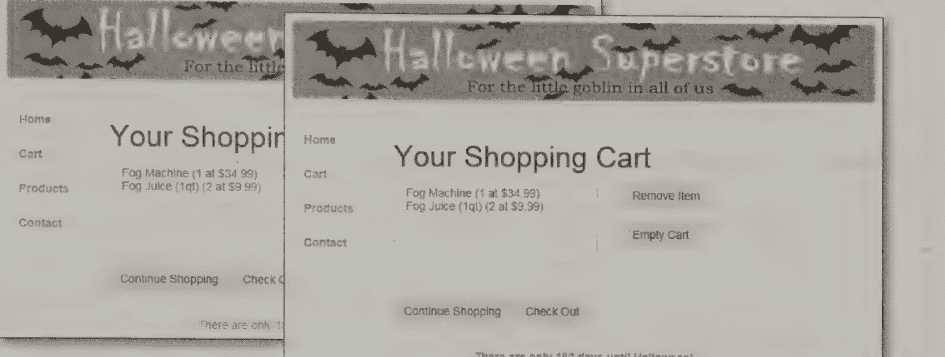 Halloween
For the little
Home
Cart
Products
Contact
Your Shoppin
Fog Machine (1 at $34.99)
Fog Juice (1qt) (2 at $9.99)
Continue Shopping
Check
There are only
Halloween Superstore
For the little goblin in all of us
Home
Cart
Products
Contact
Your Shopping Cart
Fog Machine (1 at $34.99)
Fog Juice (1qt) (2 at $9.99)
Remove Item
Empty Cart
Continue Shopping
Check Out
There are only days until Halloween!